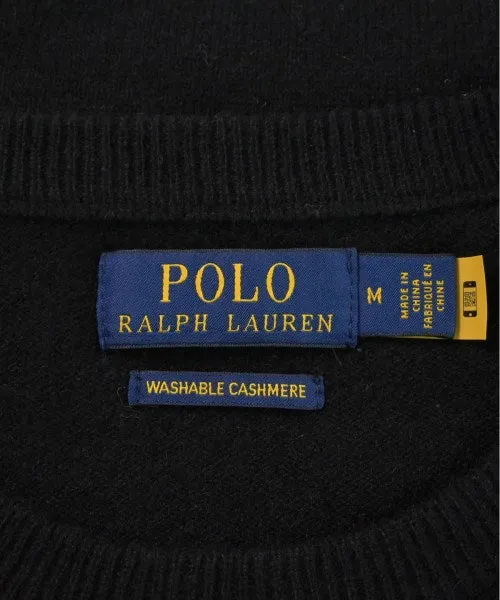 POLO
RALPH LAUREN
M
MADE IN
CHINA
FABRIQUÉ EN
CHINE
WASHABLE CASHMERE